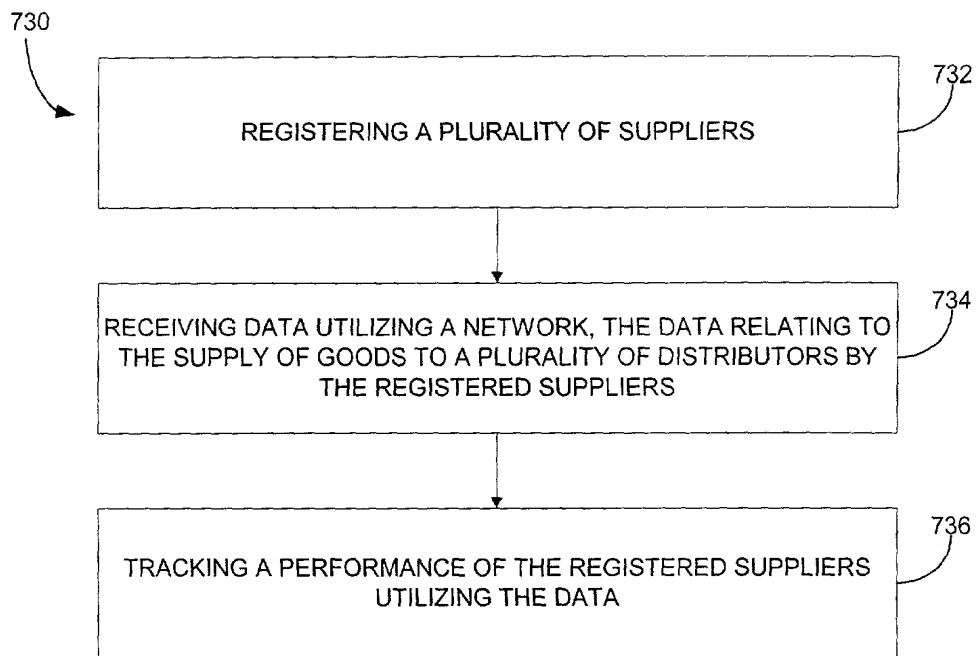 730
732
REGISTERING A PLURALITY OF SUPPLIERS
734
RECEIVING DATA UTILIZING A NETWORK, THE DATA RELATING TO
THE SUPPLY OF GOODS TO A PLURALITY OF DISTRIBUTORS BY
THE REGISTERED SUPPLIERS
736
TRACKING A PERFORMANCE OF THE REGISTERED SUPPLIERS
UTILIZING THE DATA